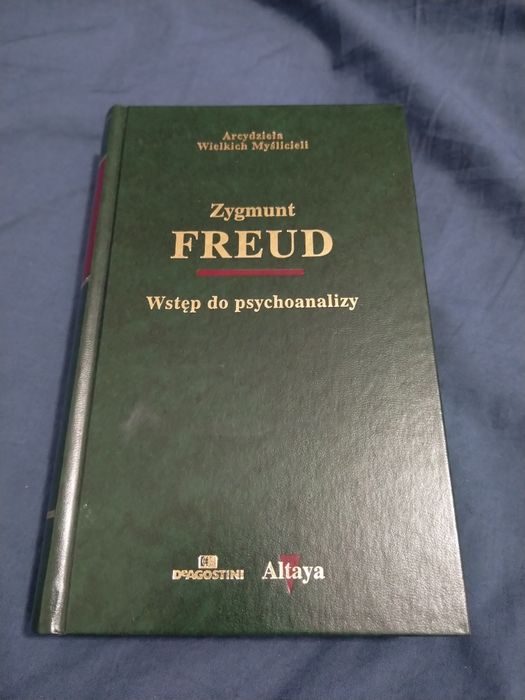 Arcydzieła
Wielkich Myślicieli
Zygmunt
FREUD
Wstęp do psychoanalizy
DeAGOSTINI Altaya